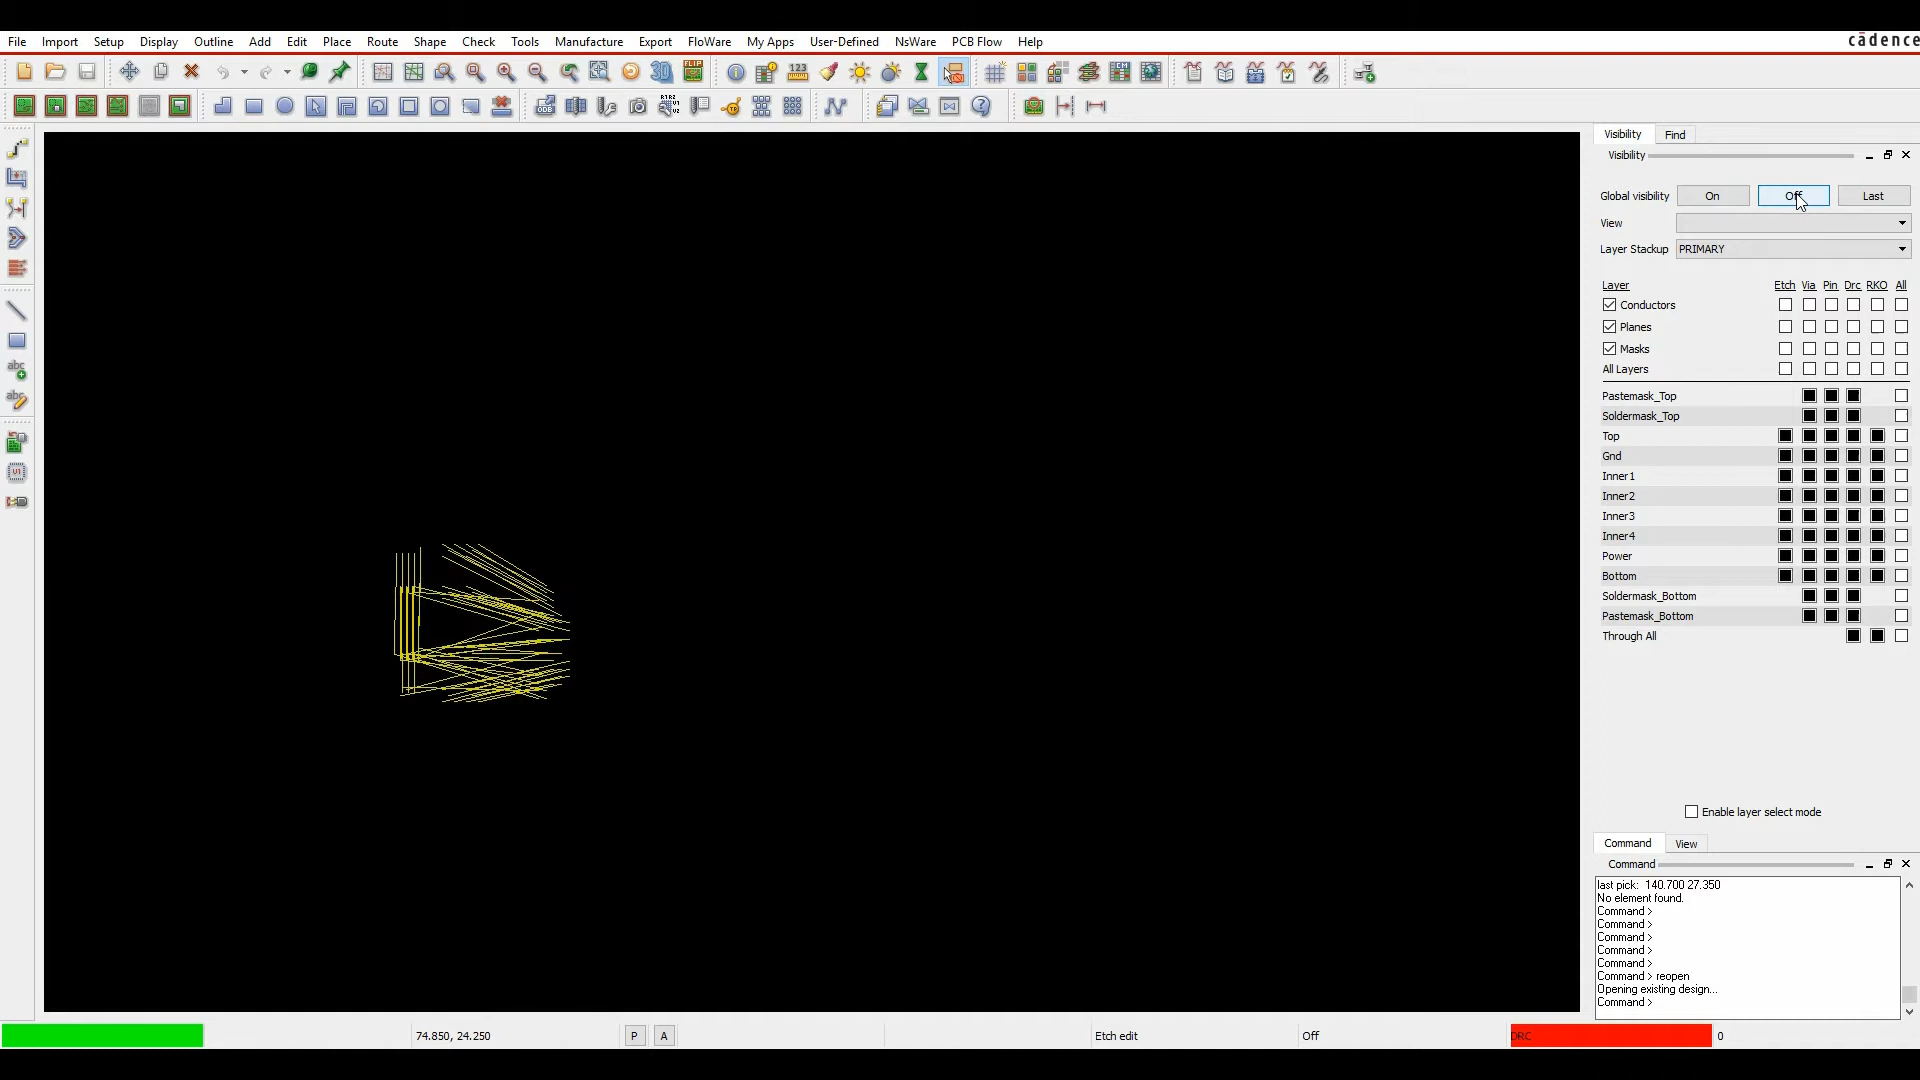 File Import Setup Display Outline Add Edit Place Route Shape Check Tools Manufacture Export FloWare My Apps User-Defined NsWare PCB Flow Help
cādence
Visibility Find
Visibility
Global visibility On Off Last
View
Layer Stackup PRIMARY
Layer Etch Via Pin Drc RKO All
Conductors
Planes
Masks
All Layers
Pastemask_Top
Soldermask_Top
Top
Gnd
Inner1
Inner2
Inner3
Inner4
Power
Bottom
Soldermask_Bottom
Pastemask_Bottom
Through All
Enable layer select mode
Command View
Command
last pick: 140.700 27.350
No element found.
Command >
Command >
Command >
Command >
Command >
Command > reopen
Opening existing design...
Command >
74.850, 24.250 P A Etch edit Off DRC 0